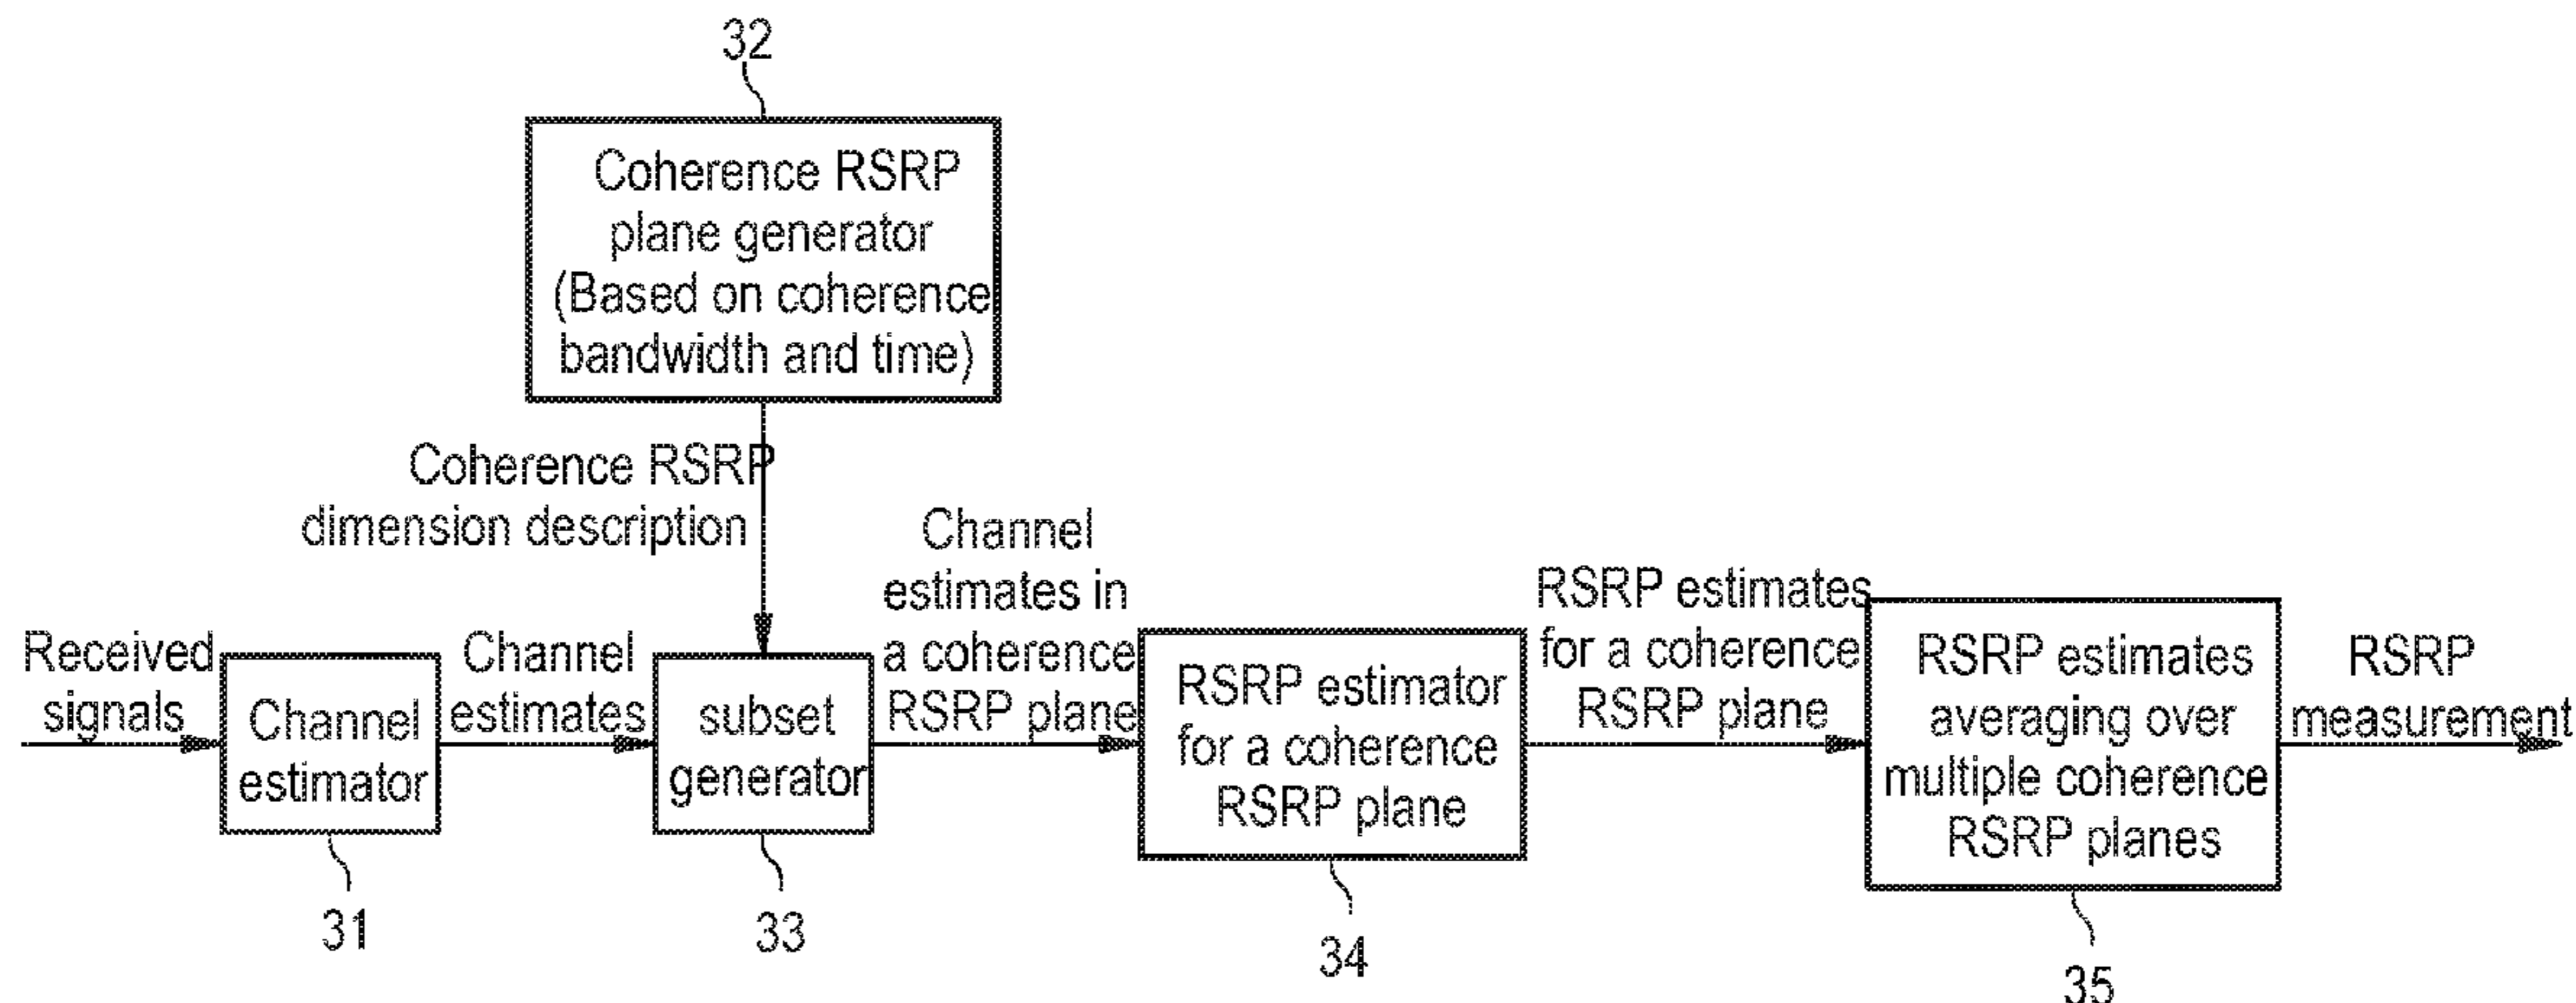 32
Coherence RSRP
plane generator
(Based on coherence
bandwidth and time)
Coherence RSRP
dimension description
Received
signals
Channel
estimator
31
Channel
estimates
subset
generator
33
Channel
estimates in
a coherence
RSRP plane
RSRP estimator
for a coherence
RSRP plane
34
RSRP estimates
for a coherence
RSRP plane
RSRP estimates
averaging over
multiple coherence
RSRP planes
35
RSRP
measurement